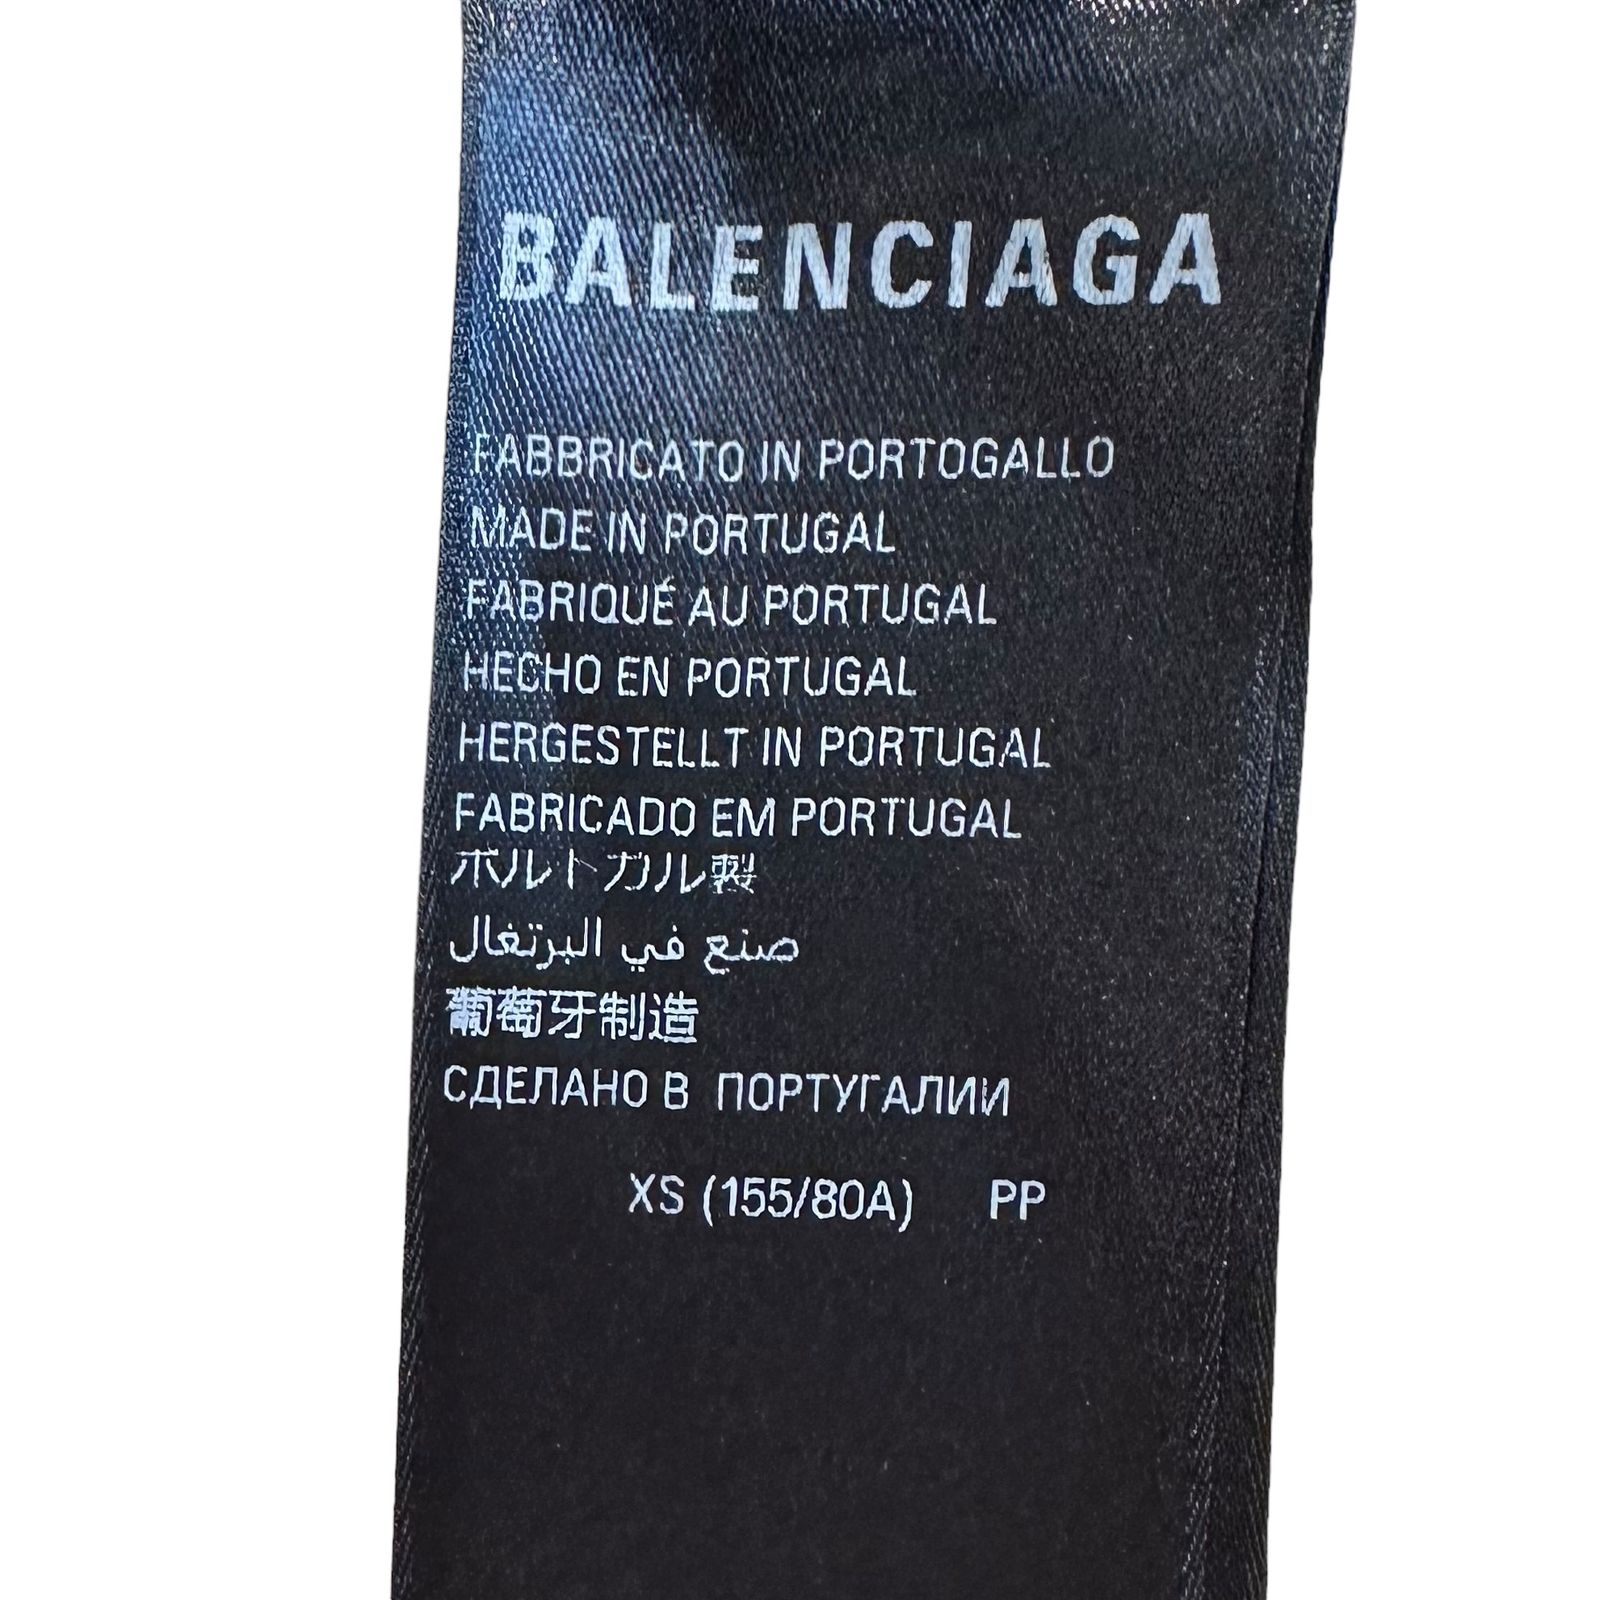 BALENCIAGA
FABBRICATO IN PORTOGALLO
MADE IN PORTUGAL
FABRIQUÉ AU PORTUGAL
HECHO EN PORTUGAL
HERGESTELLT IN PORTUGAL
FABRICADO EM PORTUGAL
ポルトガル製
صنع في البرتغال
葡萄牙制造
СДЕЛАНО В ПОРТУГАЛИИ
XS (155/80A) PP